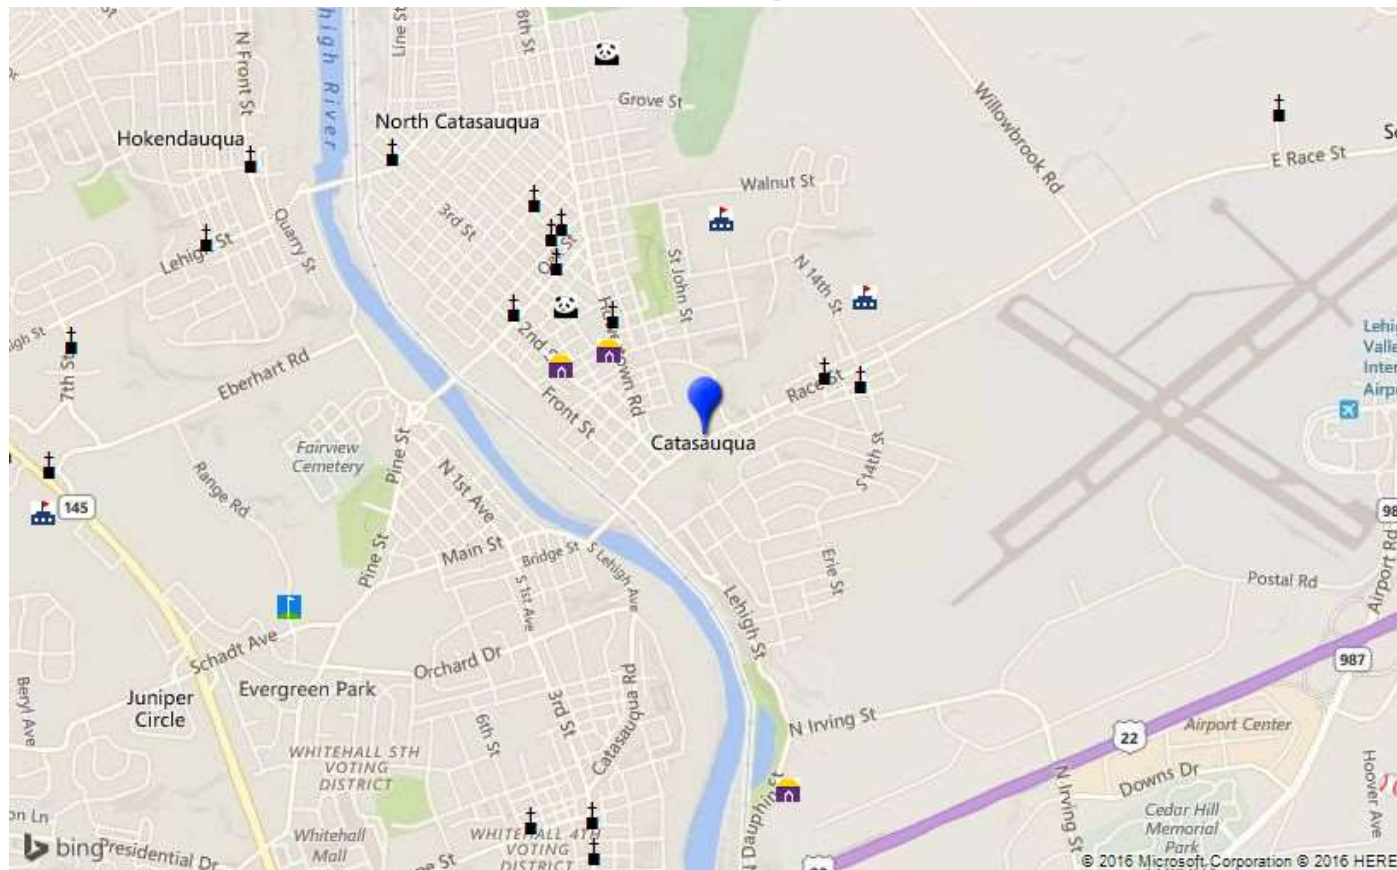 high River
N Front St
Line St
8th St
Grove St
North Catasauqua
Hokendauqua
Willowbrook Rd
E Race St
Walnut St
3rd St
Quarry St
Lehigh St
St John St
N 14th St
7th St
Eberhart Rd
2nd
Front St
Race St
Catasauqua
S 14th St
Fairview
Cemetery
Pine St
N 1st Ave
Range Rd
145
Main St
Bridge St
S Lehigh Ave
Pine St
S 1st Ave
Erie St
Postal Rd
Airport Rd
Lehigh St
Schadt Ave
Orchard Dr
987
Evergreen Park
Juniper
Circle
Beryl Ave
3rd St
6th St
Catasauqua Rd
N Irving St
22
Airport Center
WHITEHALL 5TH
VOTING
DISTRICT
Downs Dr
N Irving St
Hoover Ave
Cedar Hill
Memorial
Park
N Dauphin St
on Ln
Whitehall
Mall
WHITEHALL 4TH
VOTING
DISTRICT
bing
Presidential Dr
© 2016 Microsoft Corporation © 2016 HERE